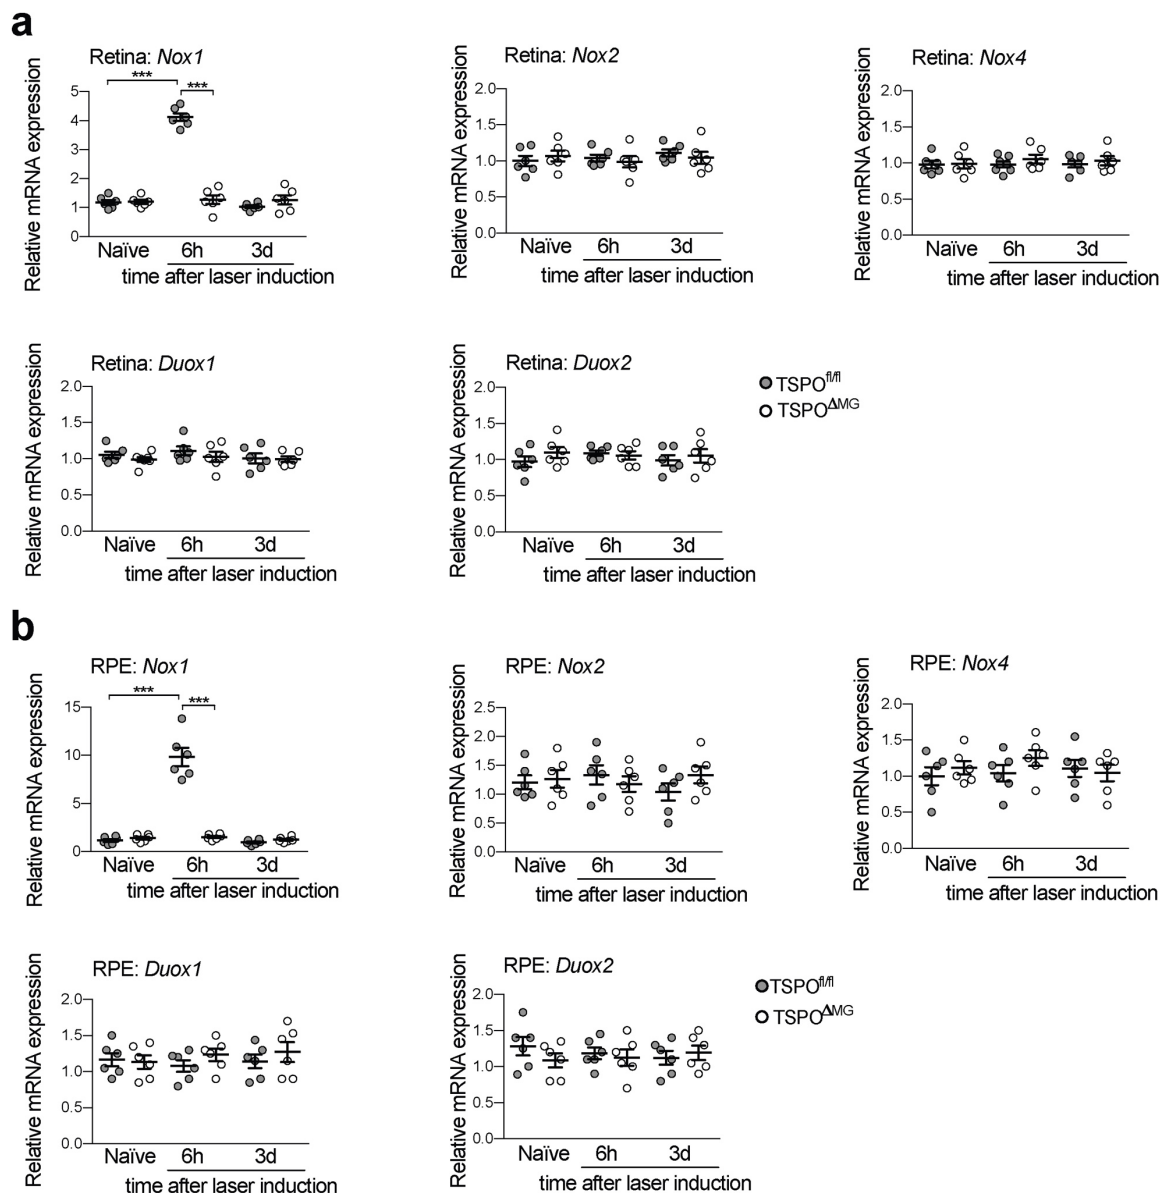 a
Retina: Nox1
Relative mRNA expression
***
***
5
4
3
2
1
0
Naïve 6h 3d
time after laser induction
Retina: Nox2
Relative mRNA expression
2.0
1.5
1.0
0.5
0.0
Naïve 6h 3d
time after laser induction
Retina: Nox4
Relative mRNA expression
2.0
1.5
1.0
0.5
0.0
Naïve 6h 3d
time after laser induction
Retina: Duox1
Relative mRNA expression
2.0
1.5
1.0
0.5
0.0
Naïve 6h 3d
time after laser induction
Retina: Duox2
Relative mRNA expression
2.0
1.5
1.0
0.5
0.0
Naïve 6h 3d
time after laser induction
TSPOfl/fl
TSPOΔMG
b
RPE: Nox1
Relative mRNA expression
***
***
15
10
5
0
Naïve 6h 3d
time after laser induction
RPE: Nox2
Relative mRNA expression
2.5
2.0
1.5
1.0
0.5
0.0
Naïve 6h 3d
time after laser induction
RPE: Nox4
Relative mRNA expression
2.0
1.5
1.0
0.5
0.0
Naïve 6h 3d
time after laser induction
RPE: Duox1
Relative mRNA expression
2.0
1.5
1.0
0.5
0.0
Naïve 6h 3d
time after laser induction
RPE: Duox2
Relative mRNA expression
2.0
1.5
1.0
0.5
0.0
Naïve 6h 3d
time after laser induction
TSPOfl/fl
TSPOΔMG